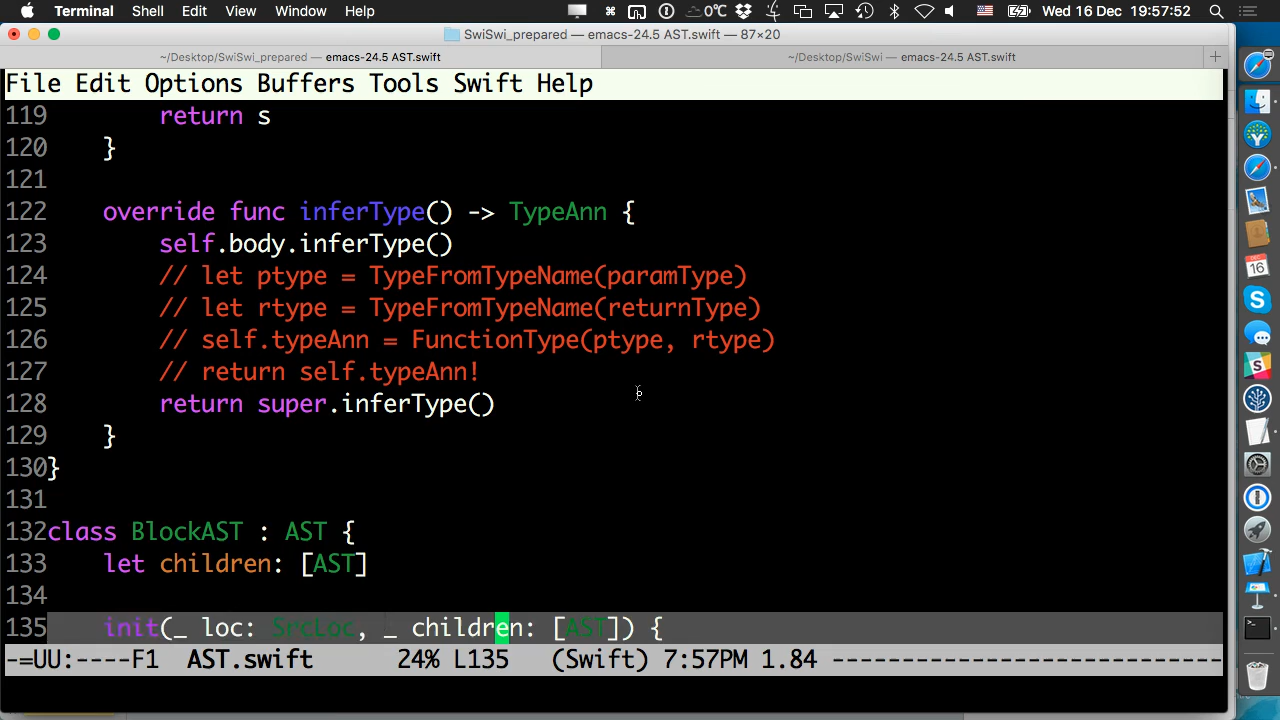 Terminal Shell Edit View Window Help 0℃ Wed 16 Dec 19:57:52
SwiSwi_prepared — emacs-24.5 AST.swift — 87×20
~/Desktop/SwiSwi_prepared — emacs-24.5 AST.swift ~/Desktop/SwiSwi — emacs-24.5 AST.swift
File Edit Options Buffers Tools Swift Help
119         return s
120     }
121
122     override func inferType() -> TypeAnn {
123         self.body.inferType()
124         // let ptype = TypeFromTypeName(paramType)
125         // let rtype = TypeFromTypeName(returnType)
126         // self.typeAnn = FunctionType(ptype, rtype)
127         // return self.typeAnn!
128         return super.inferType()
129     }
130}
131
132class BlockAST : AST {
133     let children: [AST]
134
135     init(_ loc: SrcLoc, _ children: [AST]) {
-=UU:----F1  AST.swift      24% L135   (Swift) 7:57PM 1.84 ----------------------------